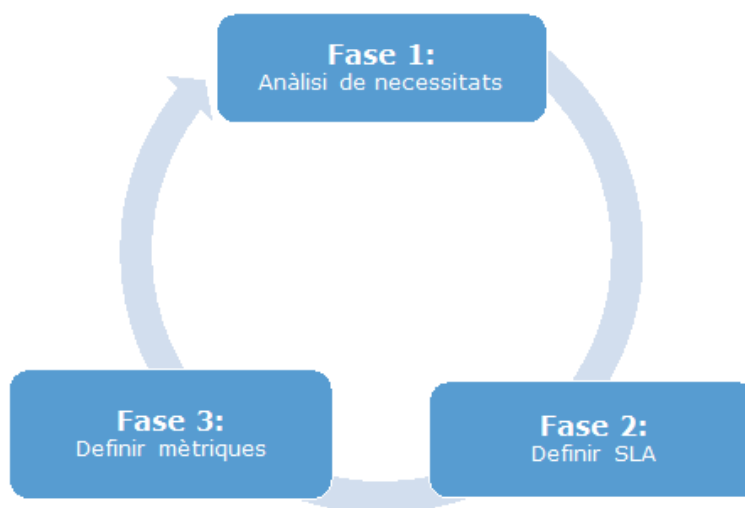 Fase 1:
Anàlisi de necessitats
Fase 2:
Definir SLA
Fase 3:
Definir mètriques